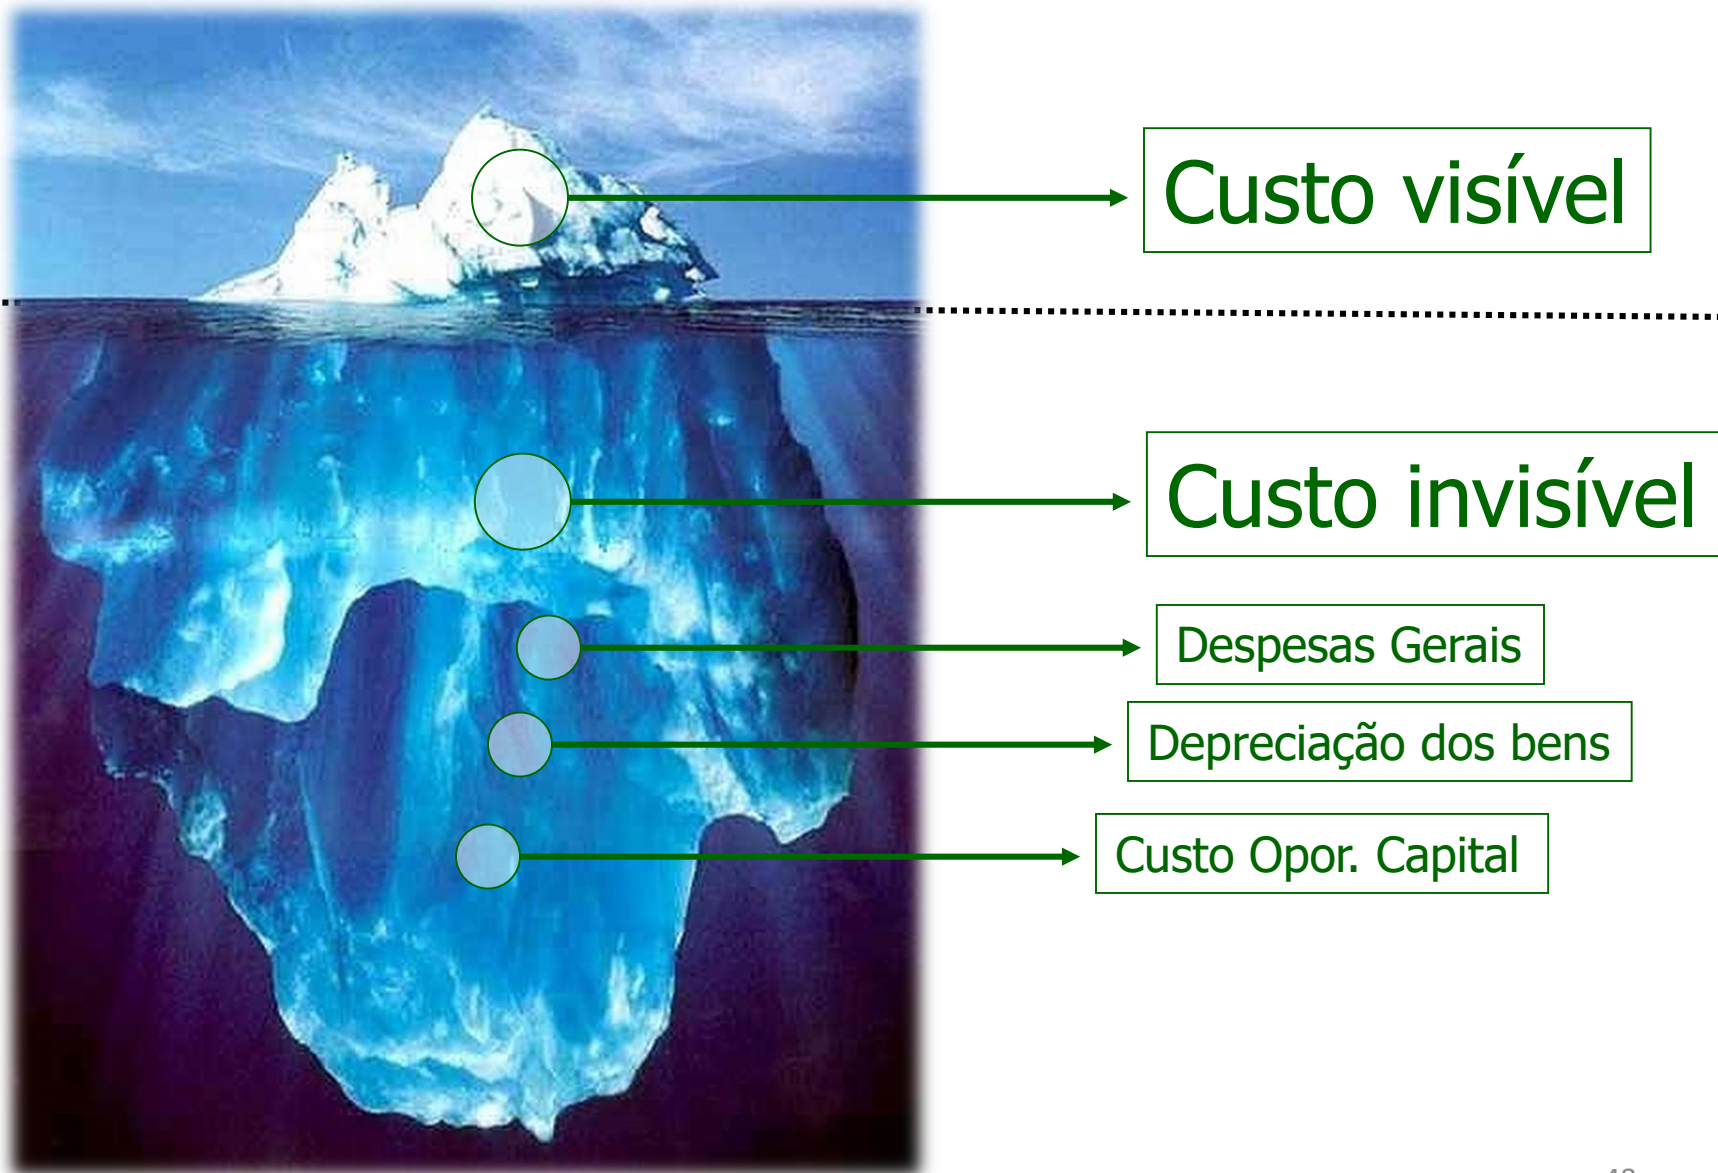 Custo visível
Custo invisível
Despesas Gerais
Depreciação dos bens
Custo Opor. Capital